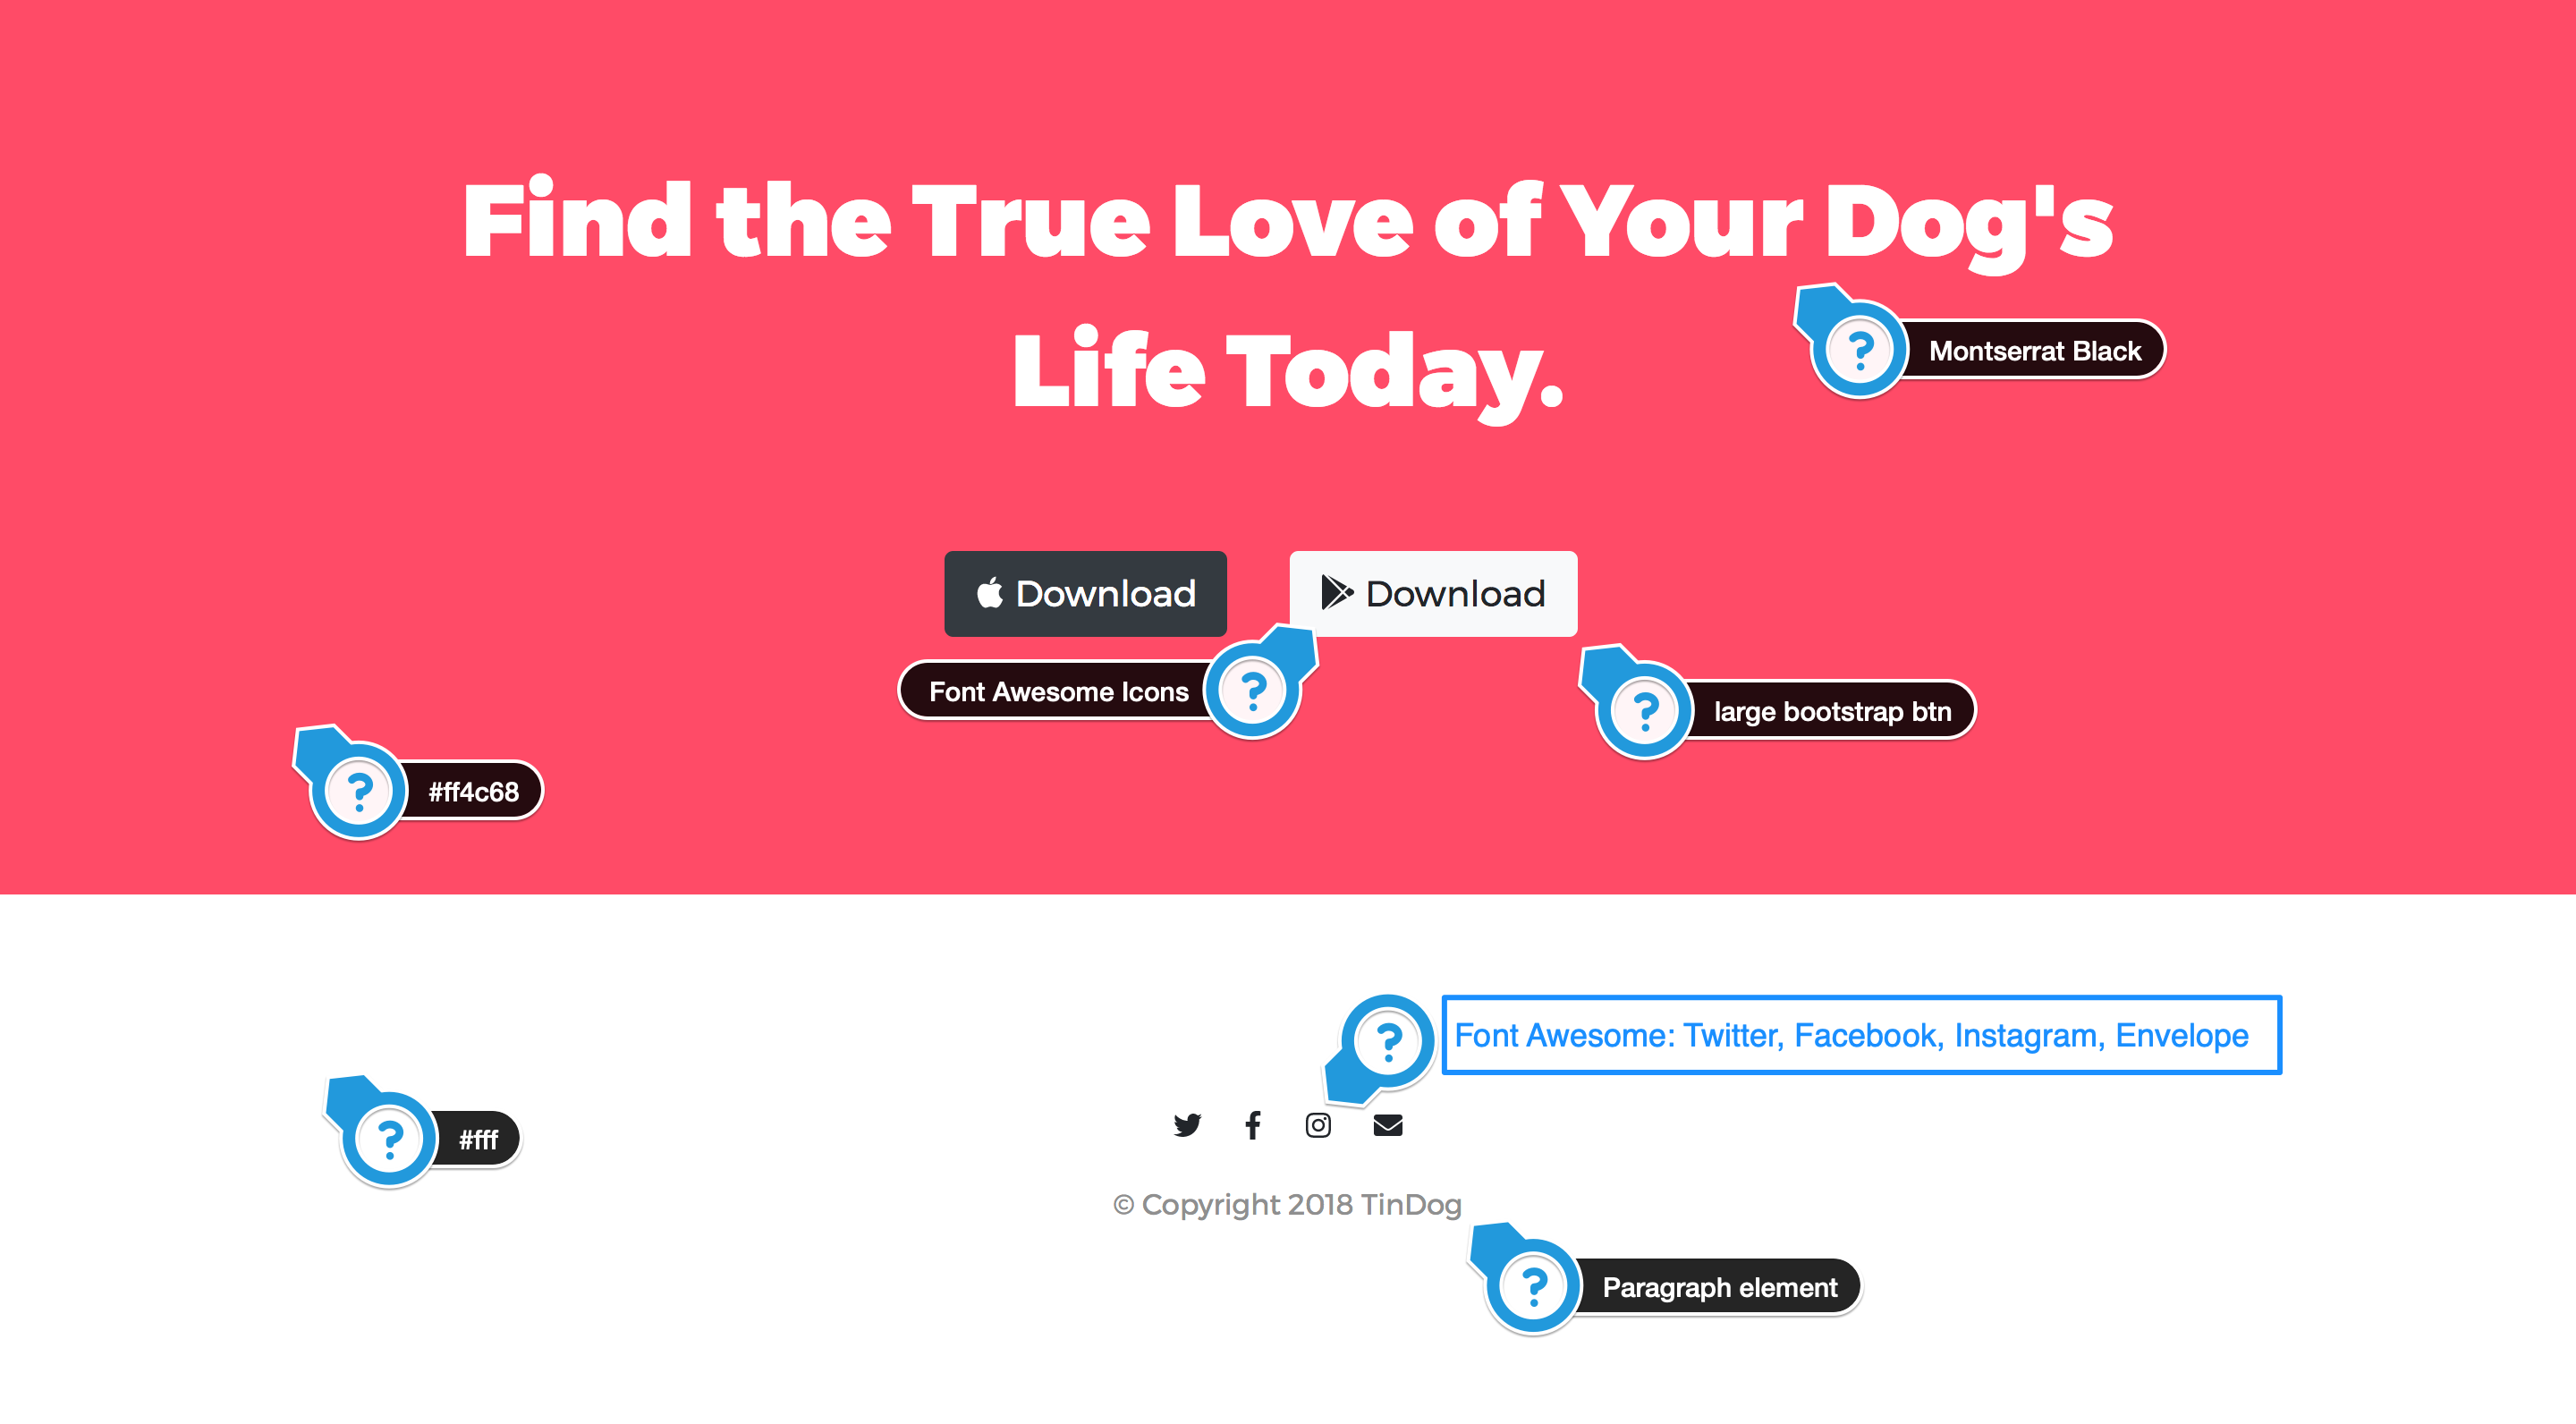 Find the True Love of Your Dog's
Life Today.
? Montserrat Black
Download
Download
Font Awesome Icons ?
? large bootstrap btn
? #ff4c68
? Font Awesome: Twitter, Facebook, Instagram, Envelope
? #fff
© Copyright 2018 TinDog
? Paragraph element